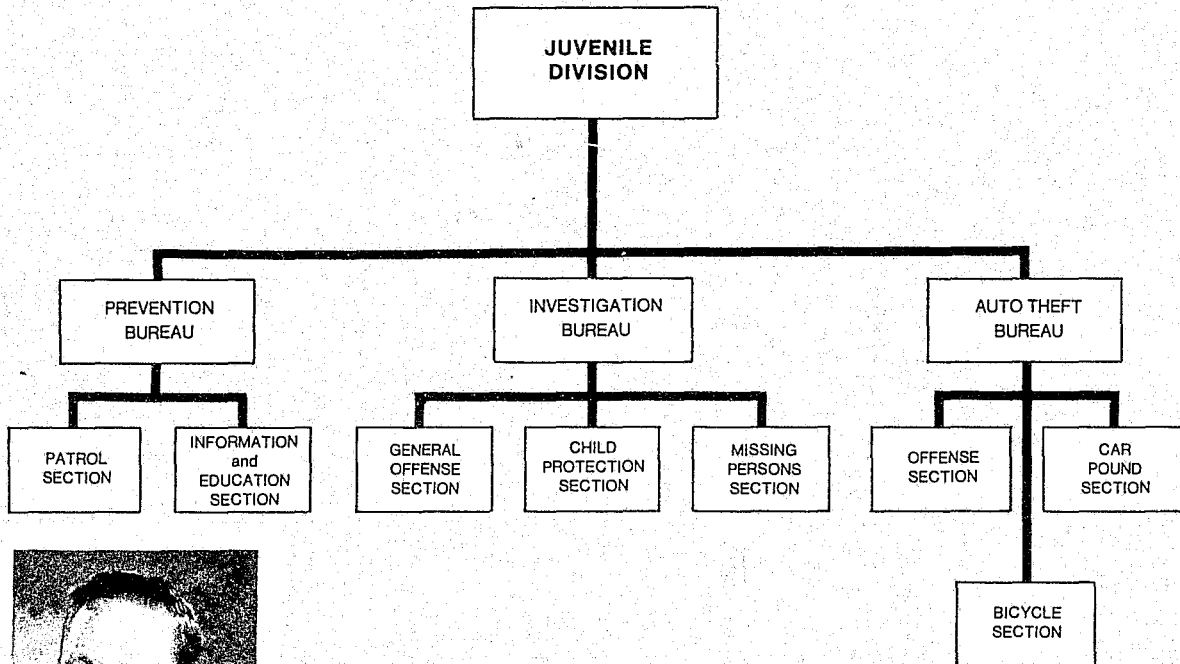 JUVENILE
DIVISION
PREVENTION
BUREAU
INVESTIGATION
BUREAU
AUTO THEFT
BUREAU
PATROL
SECTION
INFORMATION
and
EDUCATION
SECTION
GENERAL
OFFENSE
SECTION
CHILD
PROTECTION
SECTION
MISSING
PERSONS
SECTION
OFFENSE
SECTION
CAR
POUND
SECTION
BICYCLE
SECTION